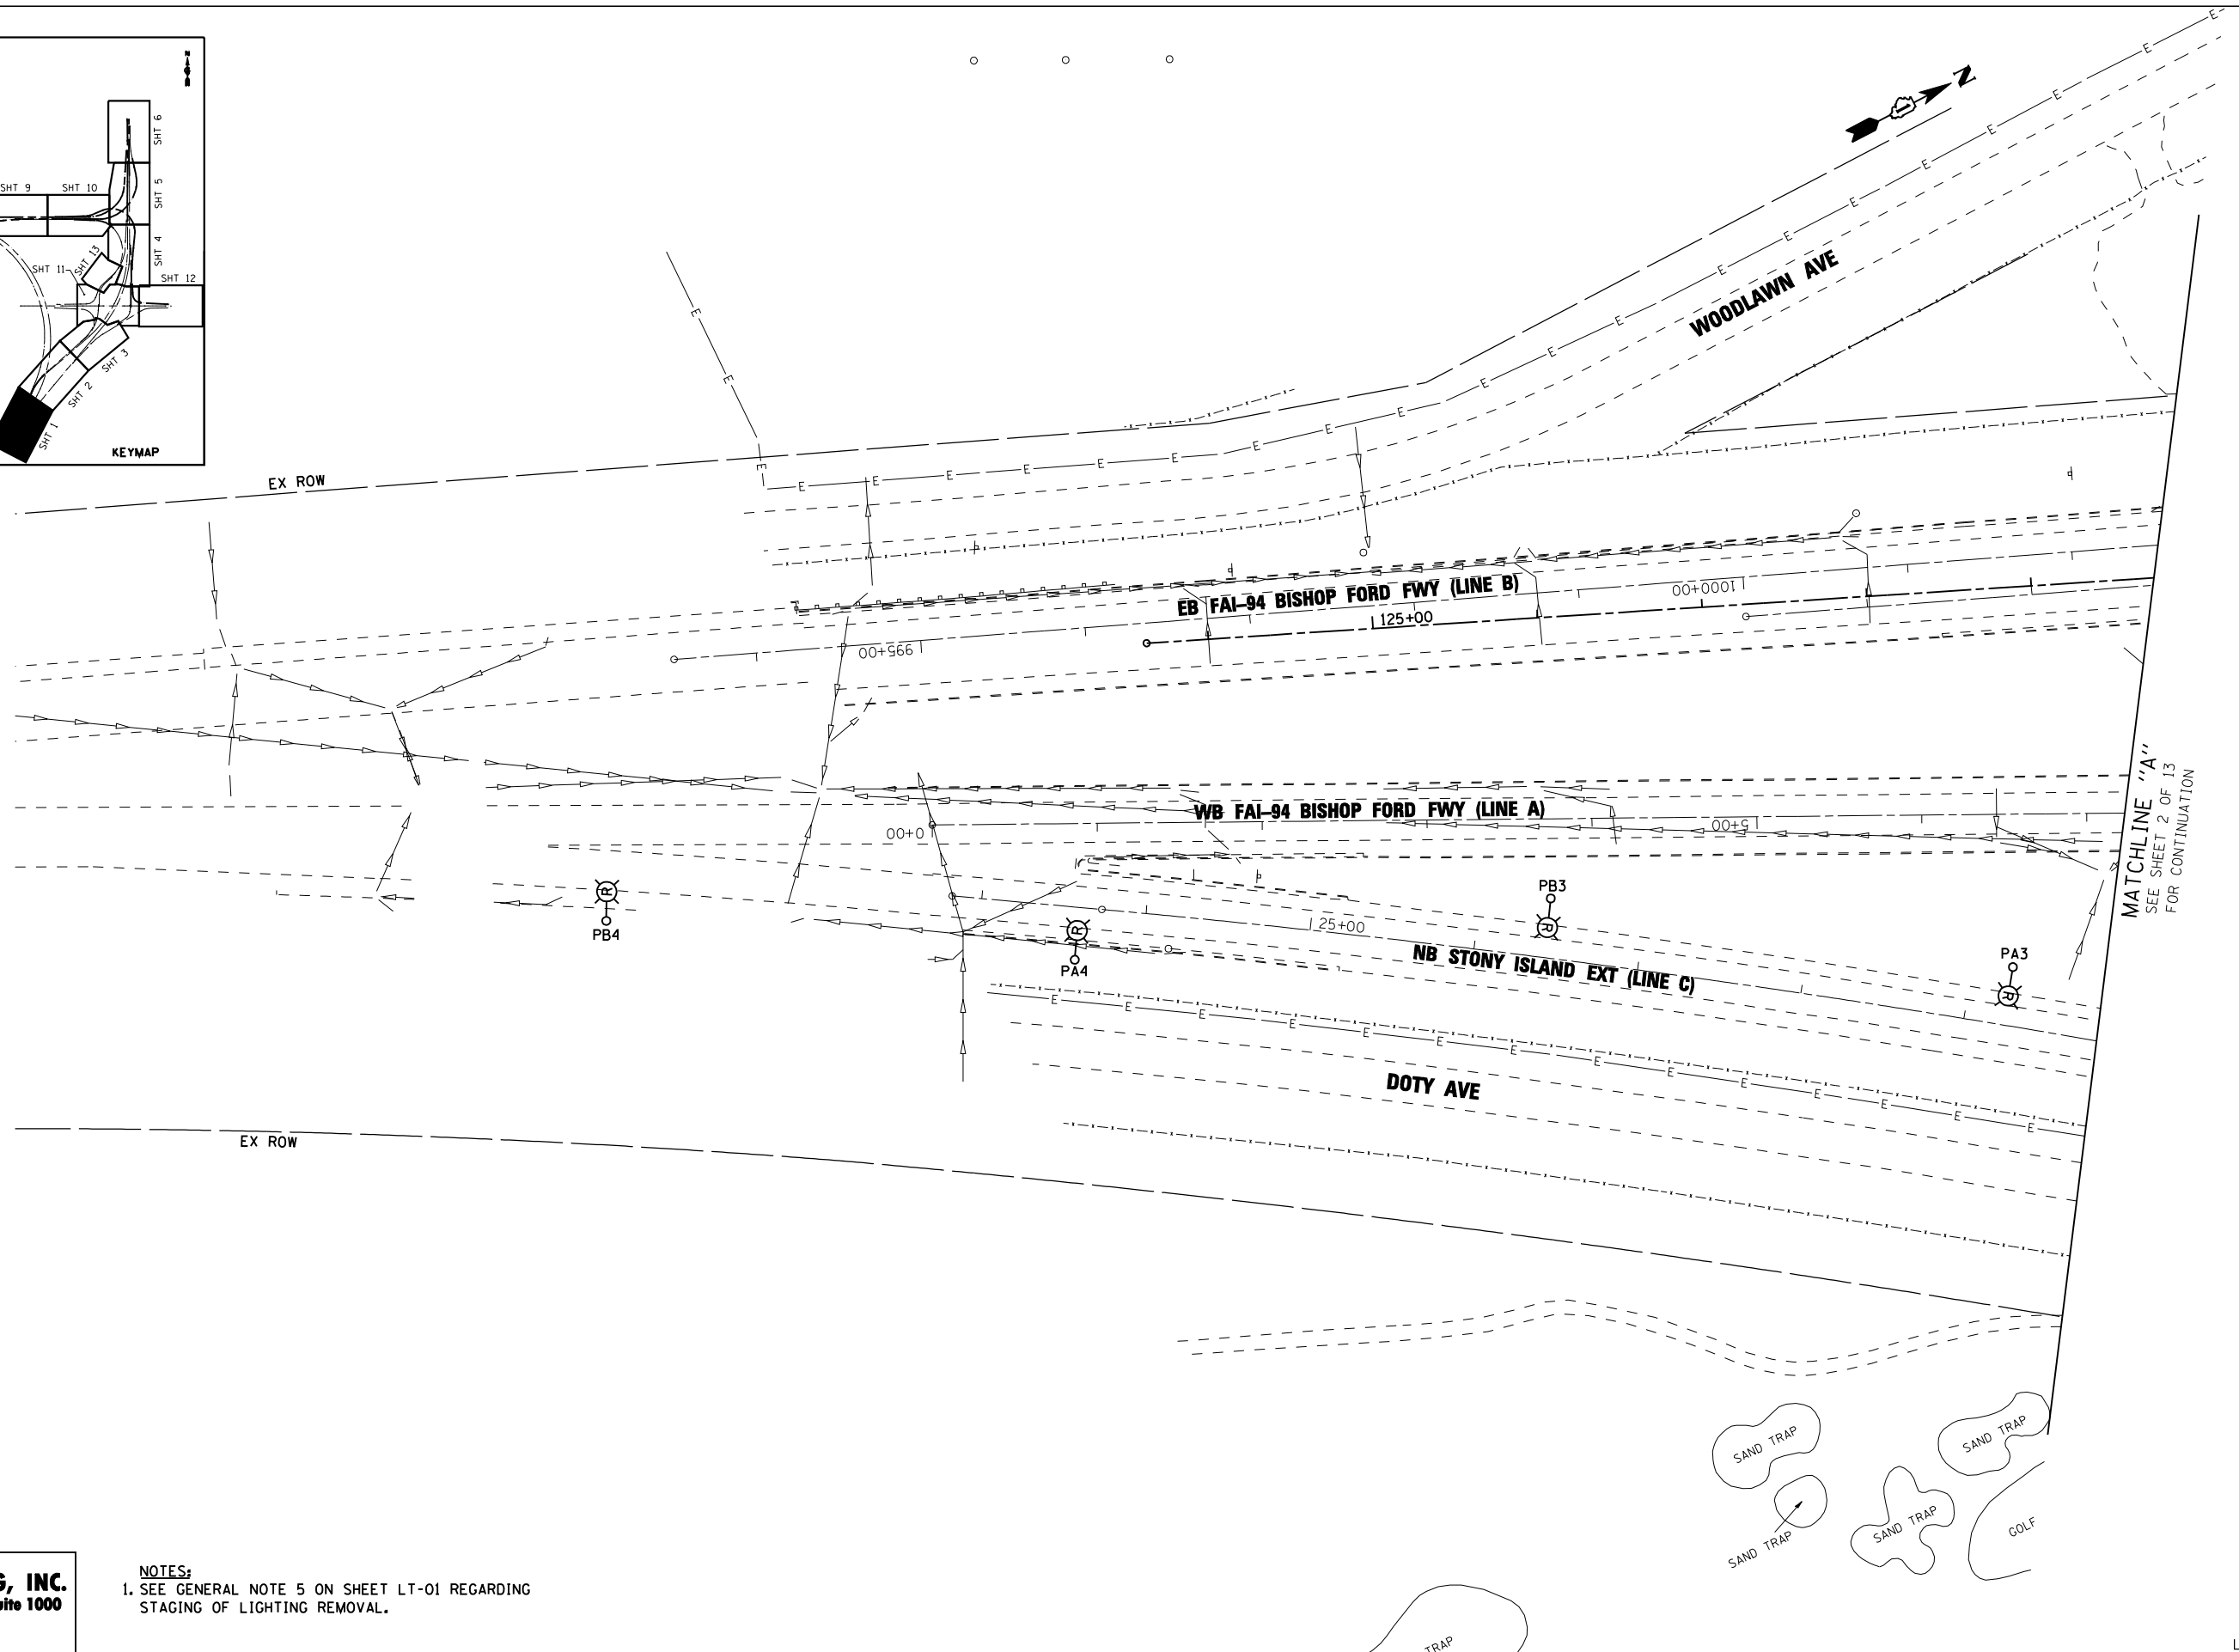 N
SHT 6
SHT 9
SHT 10
SHT 5
SHT 4
SHT 13
SHT 11
SHT 12
SHT 3
SHT 2
SHT 1
KEYMAP
N
WOODLAWN AVE
EX ROW
EB FAI-94 BISHOP FORD FWY (LINE B)
1000+00
125+00
995+00
MATCHLINE "A"
SEE SHEET 2 OF 13
FOR CONTINUATION
WB FAI-94 BISHOP FORD FWY (LINE A)
0+00
5+00
R
PB4
R
PA4
PB3
R
25+00
NB STONY ISLAND EXT (LINE C)
PA3
R
E
DOTY AVE
EX ROW
SAND TRAP
SAND TRAP
SAND TRAP
SAND TRAP
GOLF
TRAP
G, INC.
uite 1000
NOTES:
1. SEE GENERAL NOTE 5 ON SHEET LT-01 REGARDING
STAGING OF LIGHTING REMOVAL.